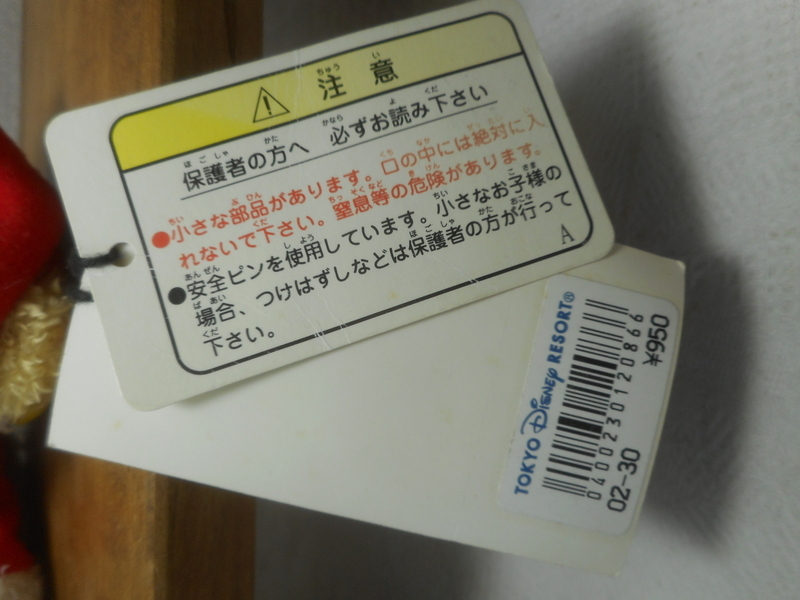 注意
保護者の方へ 必ずお読み下さい
●小さな部品があります。口の中には絶対に入
れないで下さい。窒息等の危険があります。
●安全ピンを使用しています。小さなお子様の
場合、つけはずしなどは保護者の方が行って
下さい。
A
TOKYO Disney RESORT®
0400230120866
02-30 ¥950